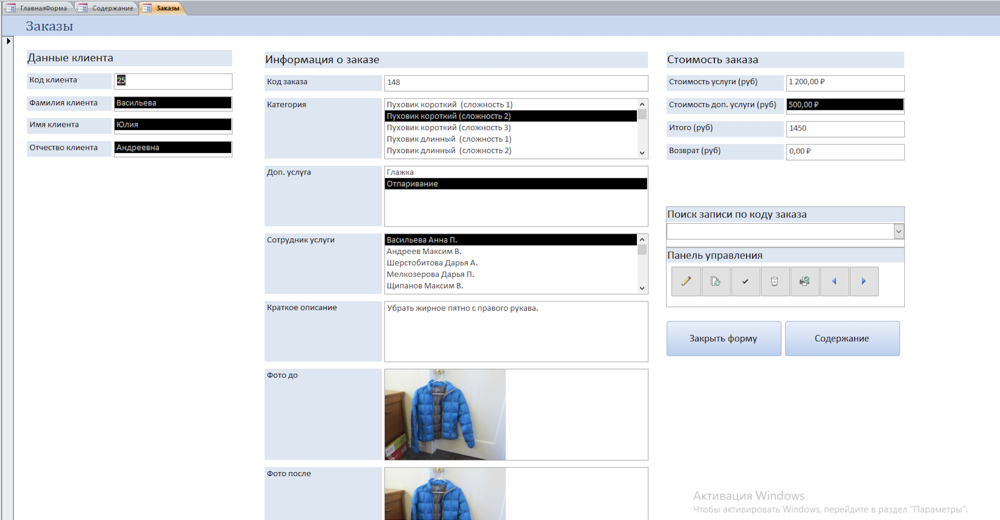 ГлавнаяФорма
Содержание
Заказы
Заказы
Данные клиента
Код клиента
25
Фамилия клиента
Васильева
Имя клиента
Юлия
Отчество клиента
Андреевна
Информация о заказе
Код заказа
148
Категория
Пуховик короткий  (сложность 1)
Пуховик короткий (сложность 2)
Пуховик короткий (сложность 3)
Пуховик длинный  (сложность 1)
Пуховик длинный  (сложность 2)
Доп. услуга
Глажка
Отпаривание
Сотрудник услуги
Васильева Анна П.
Андреев Максим В.
Шерстобитова Дарья А.
Мелкозерова Дарья П.
Щипанов Максим В.
Краткое описание
Убрать жирное пятно с правого рукава.
Фото до
Фото после
Стоимость заказа
Стоимость услуги (руб)
1 200,00 ₽
Стоимость доп. услуги (руб)
500,00 ₽
Итого (руб)
1450
Возврат (руб)
0,00 ₽
Поиск записи по коду заказа
Панель управления
Закрыть форму
Содержание
Активация Windows
Чтобы активировать Windows, перейдите в раздел "Параметры".